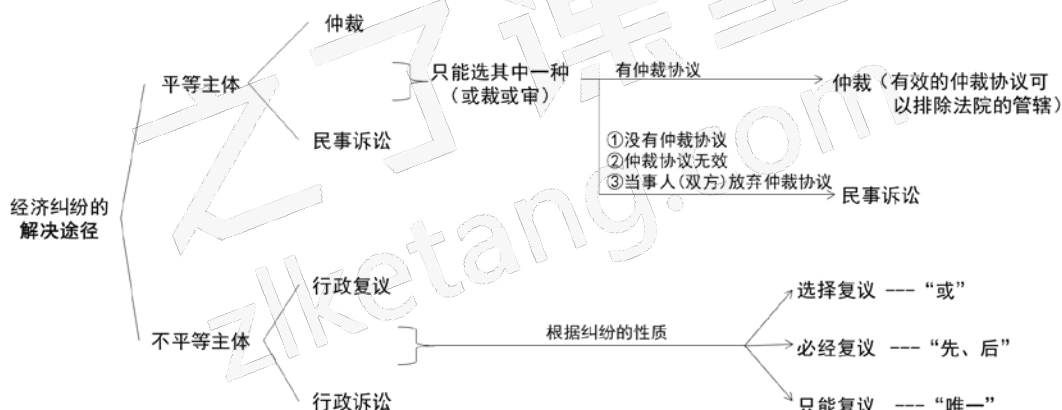 仲裁
平等主体
只能选其中一种
（或裁或审）
有仲裁协议
仲裁（有效的仲裁协议可
以排除法院的管辖）
民事诉讼
①没有仲裁协议
②仲裁协议无效
③当事人(双方)放弃仲裁协议
民事诉讼
经济纠纷的
解决途径
行政复议
不平等主体
根据纠纷的性质
行政诉讼
选择复议 --- “或”
必经复议 --- “先、后”
只能复议 --- “唯一”
之了课堂
zlketang.com